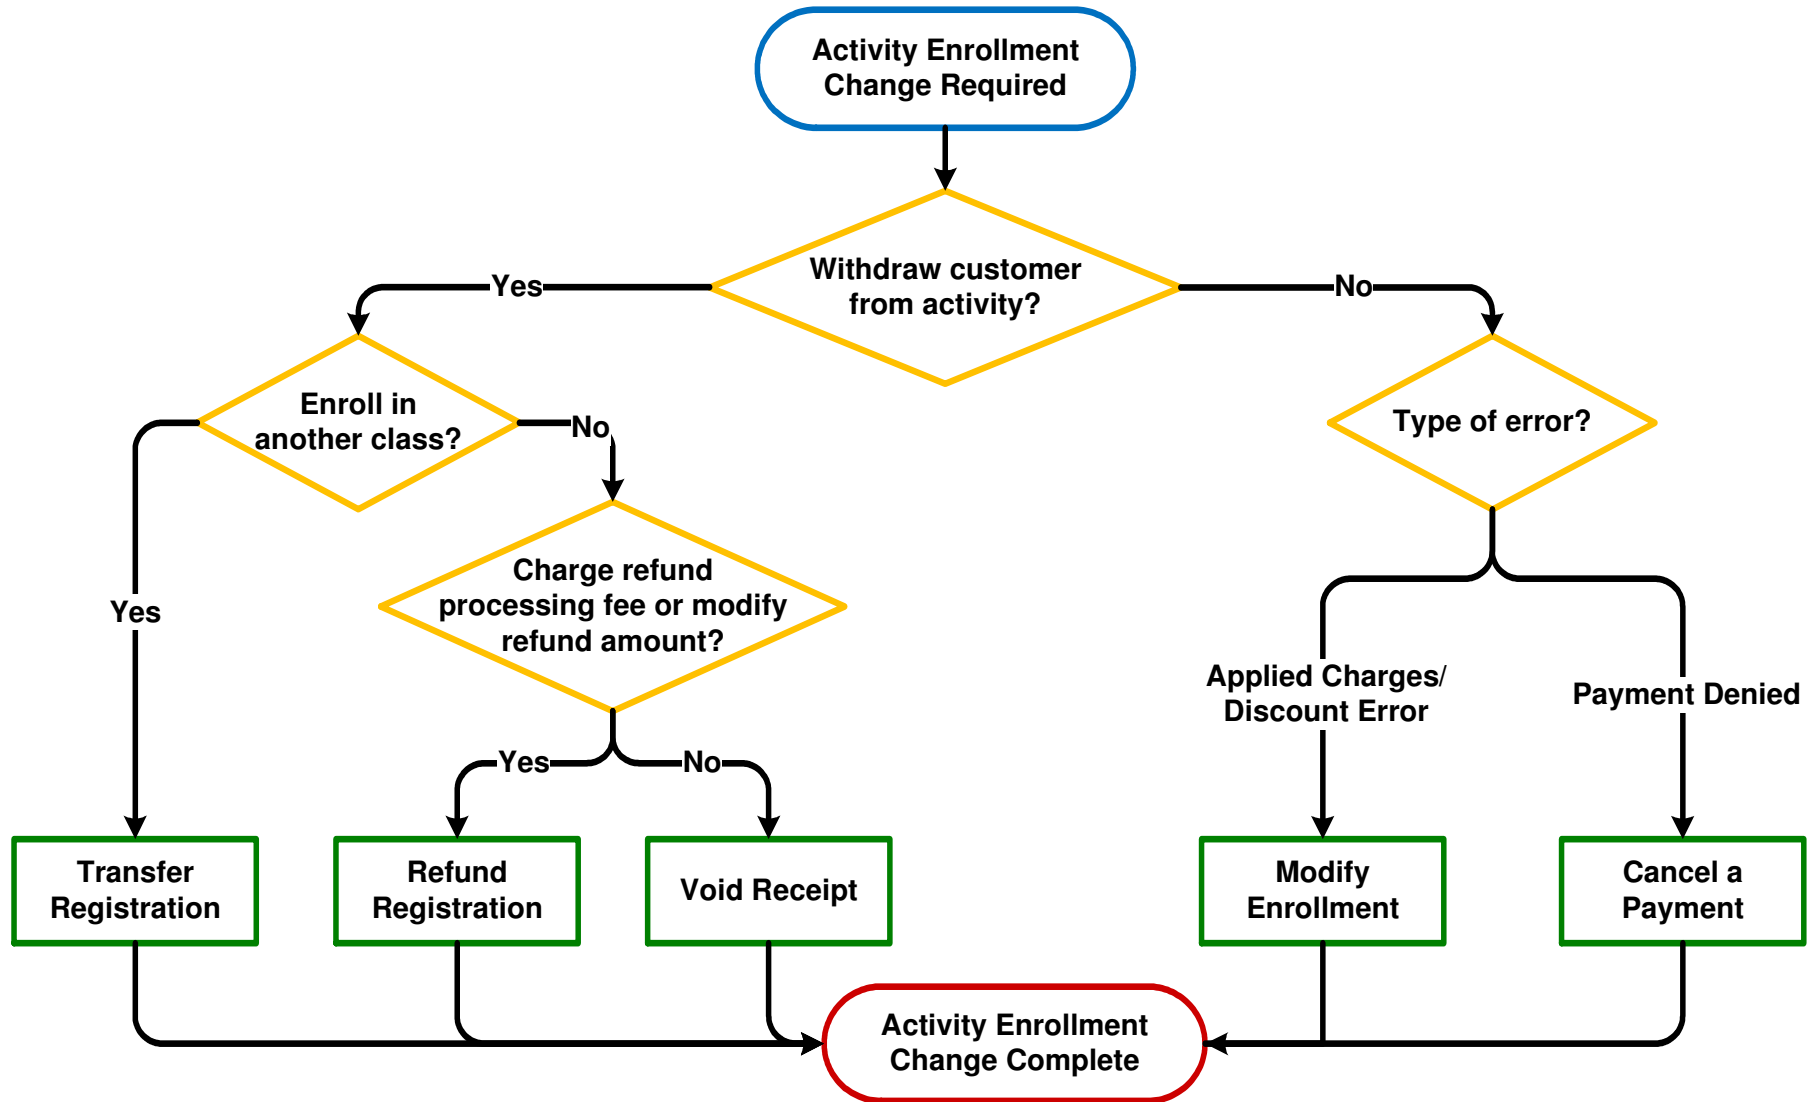 Activity Enrollment
Change Required
Withdraw customer
from activity?
Yes
No
Enroll in
another class?
No
Type of error?
Yes
Charge refund
processing fee or modify
refund amount?
Applied Charges/
Discount Error
Payment Denied
Yes
No
Transfer
Registration
Refund
Registration
Void Receipt
Modify
Enrollment
Cancel a
Payment
Activity Enrollment
Change Complete